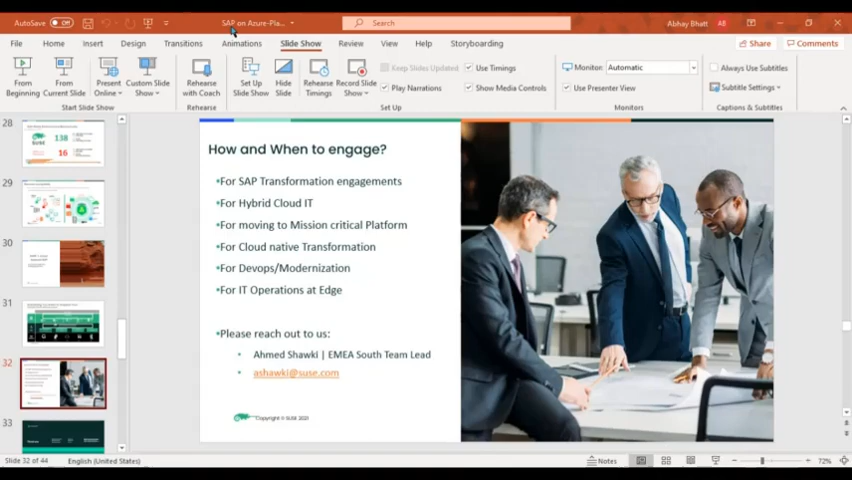 AutoSave Off SAP on Azure-Pla... Search Abhay Bhatt AB
File Home Insert Design Transitions Animations Slide Show Review View Help Storyboarding Share Comments
From Beginning
From Current Slide
Present Online
Custom Slide Show
Rehearse with Coach
Set Up Slide Show
Hide Slide
Rehearse Timings
Record Slide Show
Keep Slides Updated
Use Timings
Play Narrations
Show Media Controls
Monitor: Automatic
Use Presenter View
Always Use Subtitles
Subtitle Settings
Start Slide Show Rehearse Set Up Monitors Captions & Subtitles
28
138
16
29
30
31
32
33
How and When to engage?
•For SAP Transformation engagements
•For Hybrid Cloud IT
•For moving to Mission critical Platform
•For Cloud native Transformation
•For Devops/Modernization
•For IT Operations at Edge
•Please reach out to us:
• Ahmed Shawki | EMEA South Team Lead
• ashawki@suse.com
Copyright © SUSE 2021
Slide 32 of 44 English (United States) Notes 72%